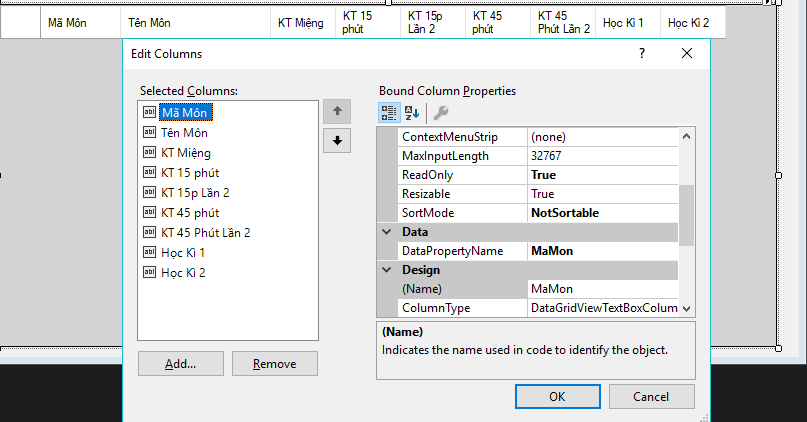 Mã Môn
Tên Môn
KT Miệng
KT 15
phút
KT 15p
Lần 2
KT 45
phút
KT 45
Phút Lần 2
Học Kì 1
Học Kì 2
Edit Columns
?
Selected Columns:
Mã Môn
Tên Môn
KT Miệng
KT 15 phút
KT 15p Lần 2
KT 45 phút
KT 45 Phút Lần 2
Học Kì 1
Học Kì 2
Add...
Remove
Bound Column Properties
ContextMenuStrip (none)
MaxInputLength 32767
ReadOnly True
Resizable True
SortMode NotSortable
Data
DataPropertyName MaMon
Design
(Name) MaMon
ColumnType DataGridViewTextBoxColum
(Name)
Indicates the name used in code to identify the object.
OK
Cancel